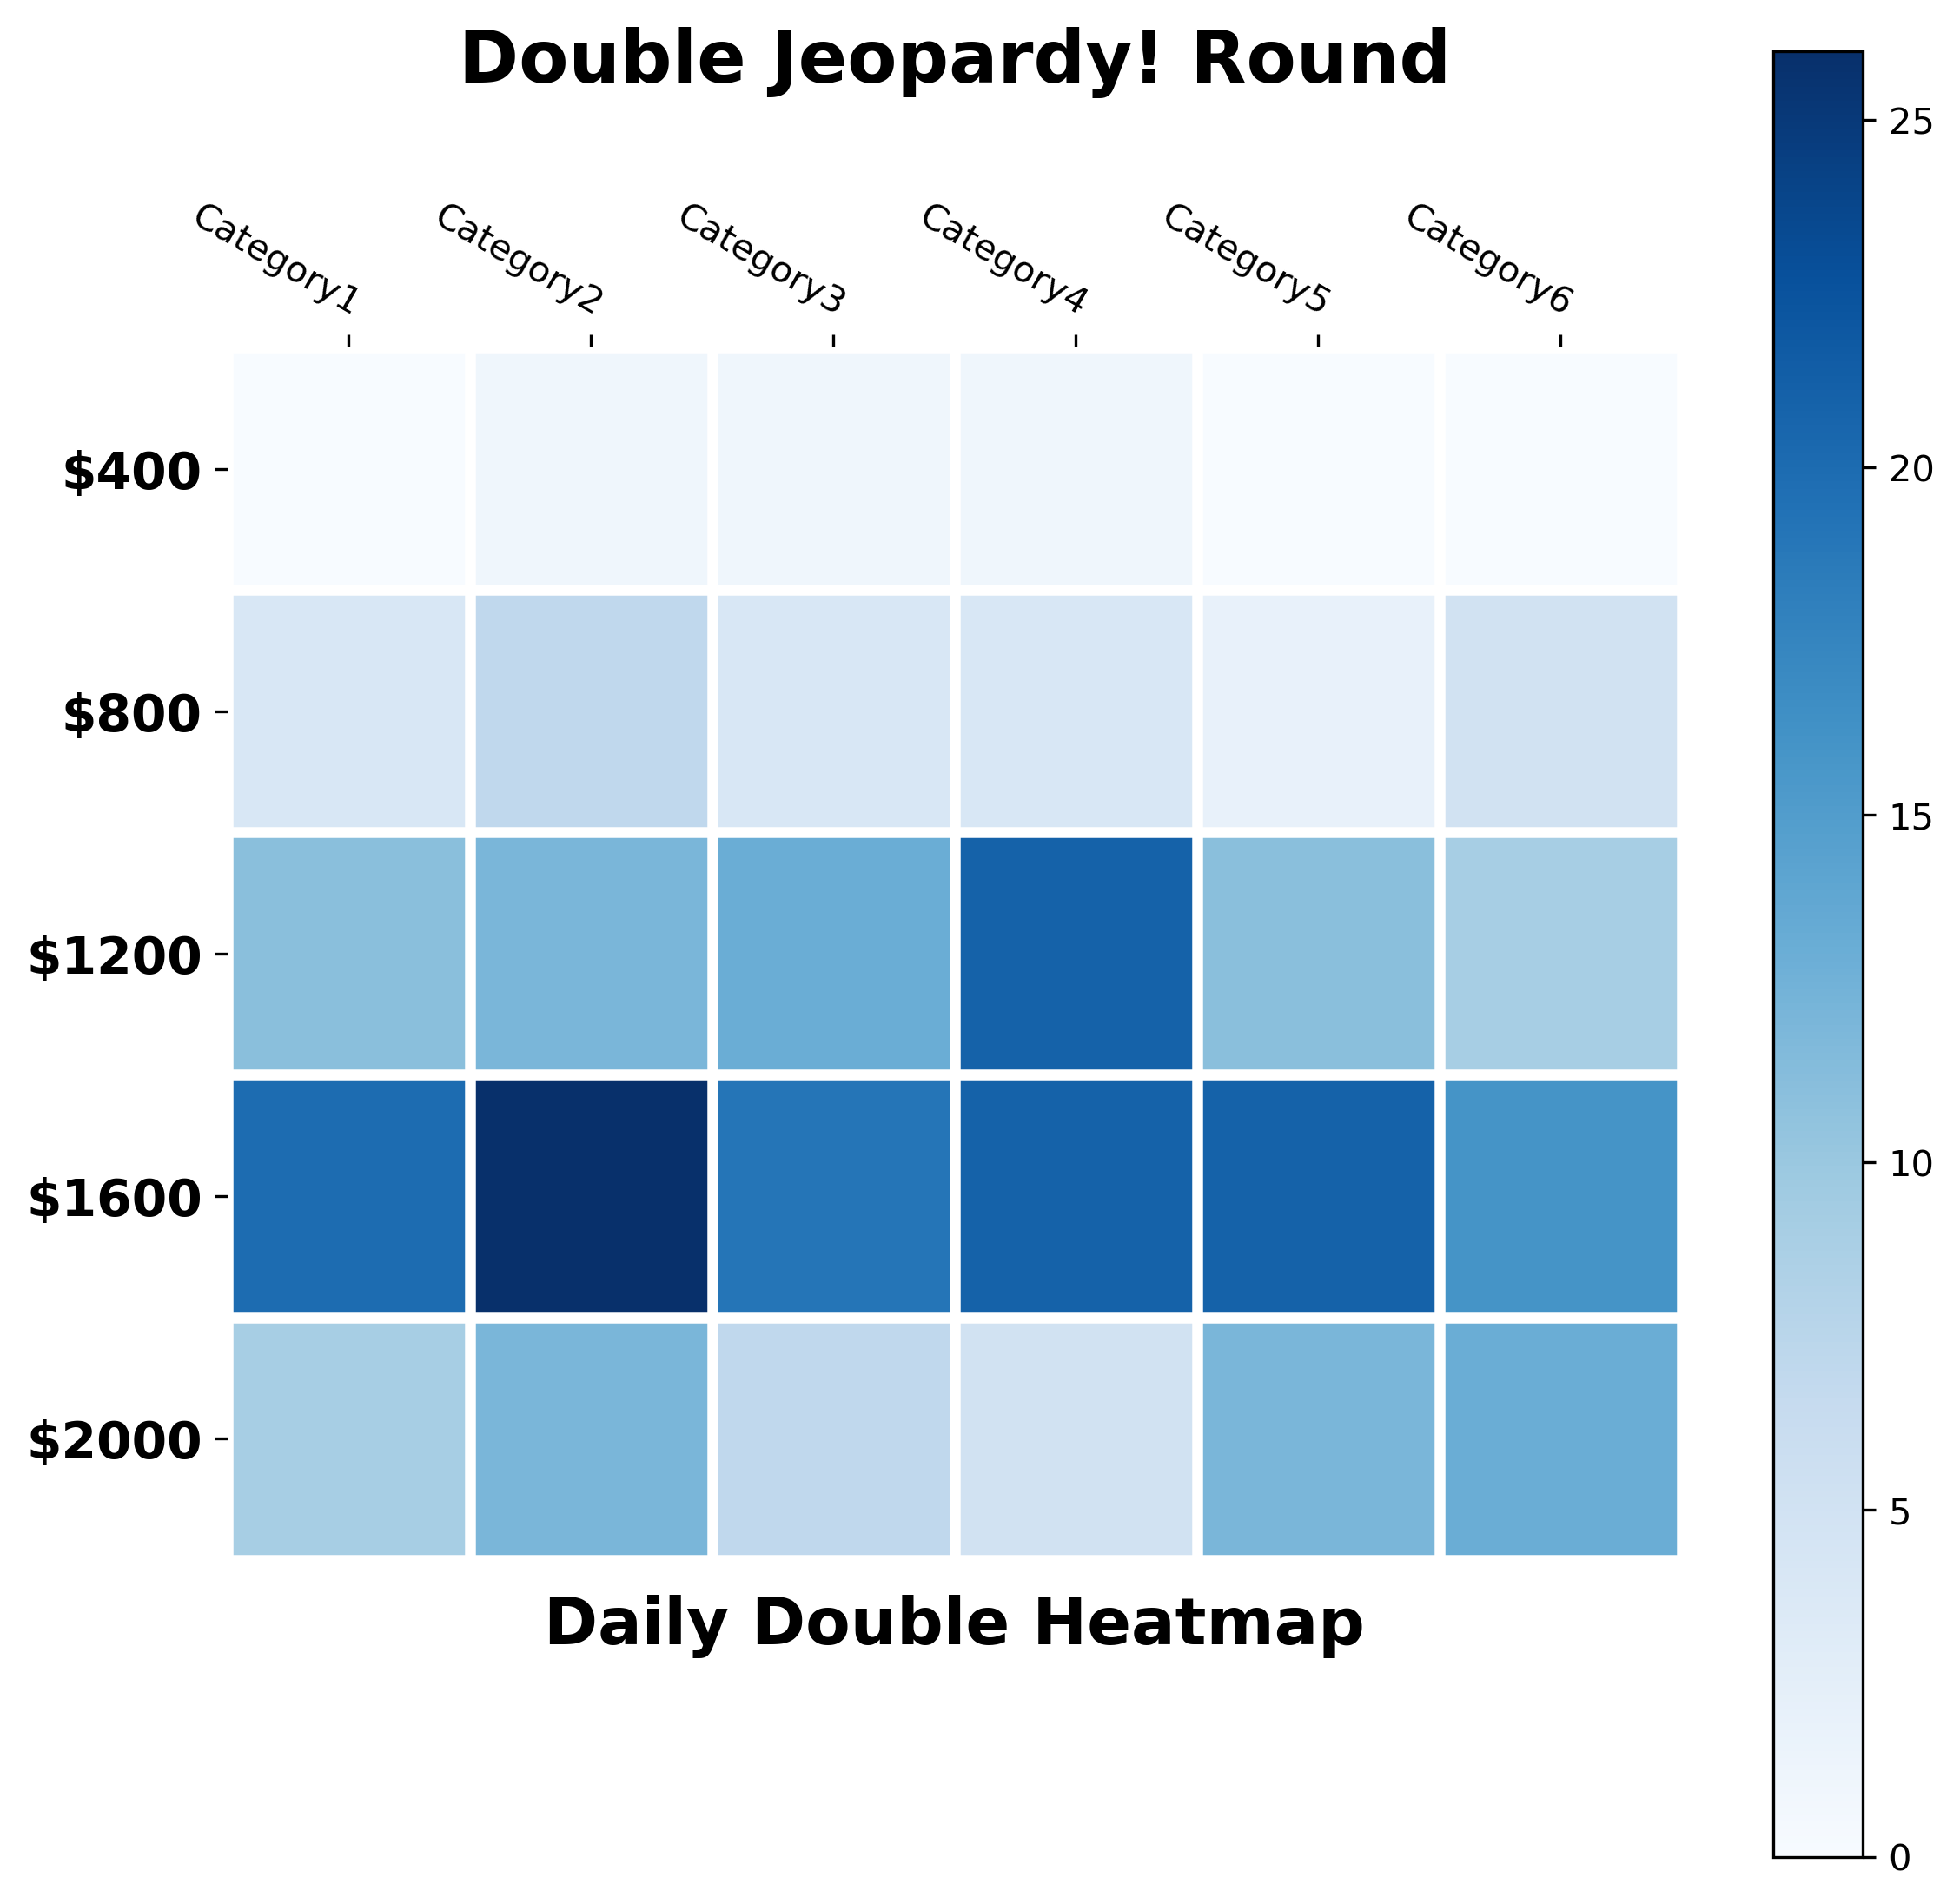 Double Jeopardy! Round
Category1
Category2
Category3
Category4
Category5
Category6
$400
$800
$1200
$1600
$2000
Daily Double Heatmap
25
20
15
10
5
0